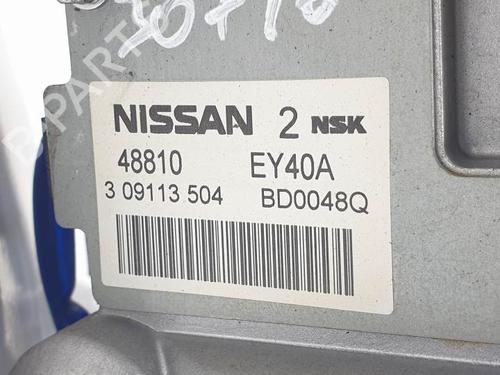 NISSAN 2 NSK
48810 EY40A
3 09113 504 BD0048Q